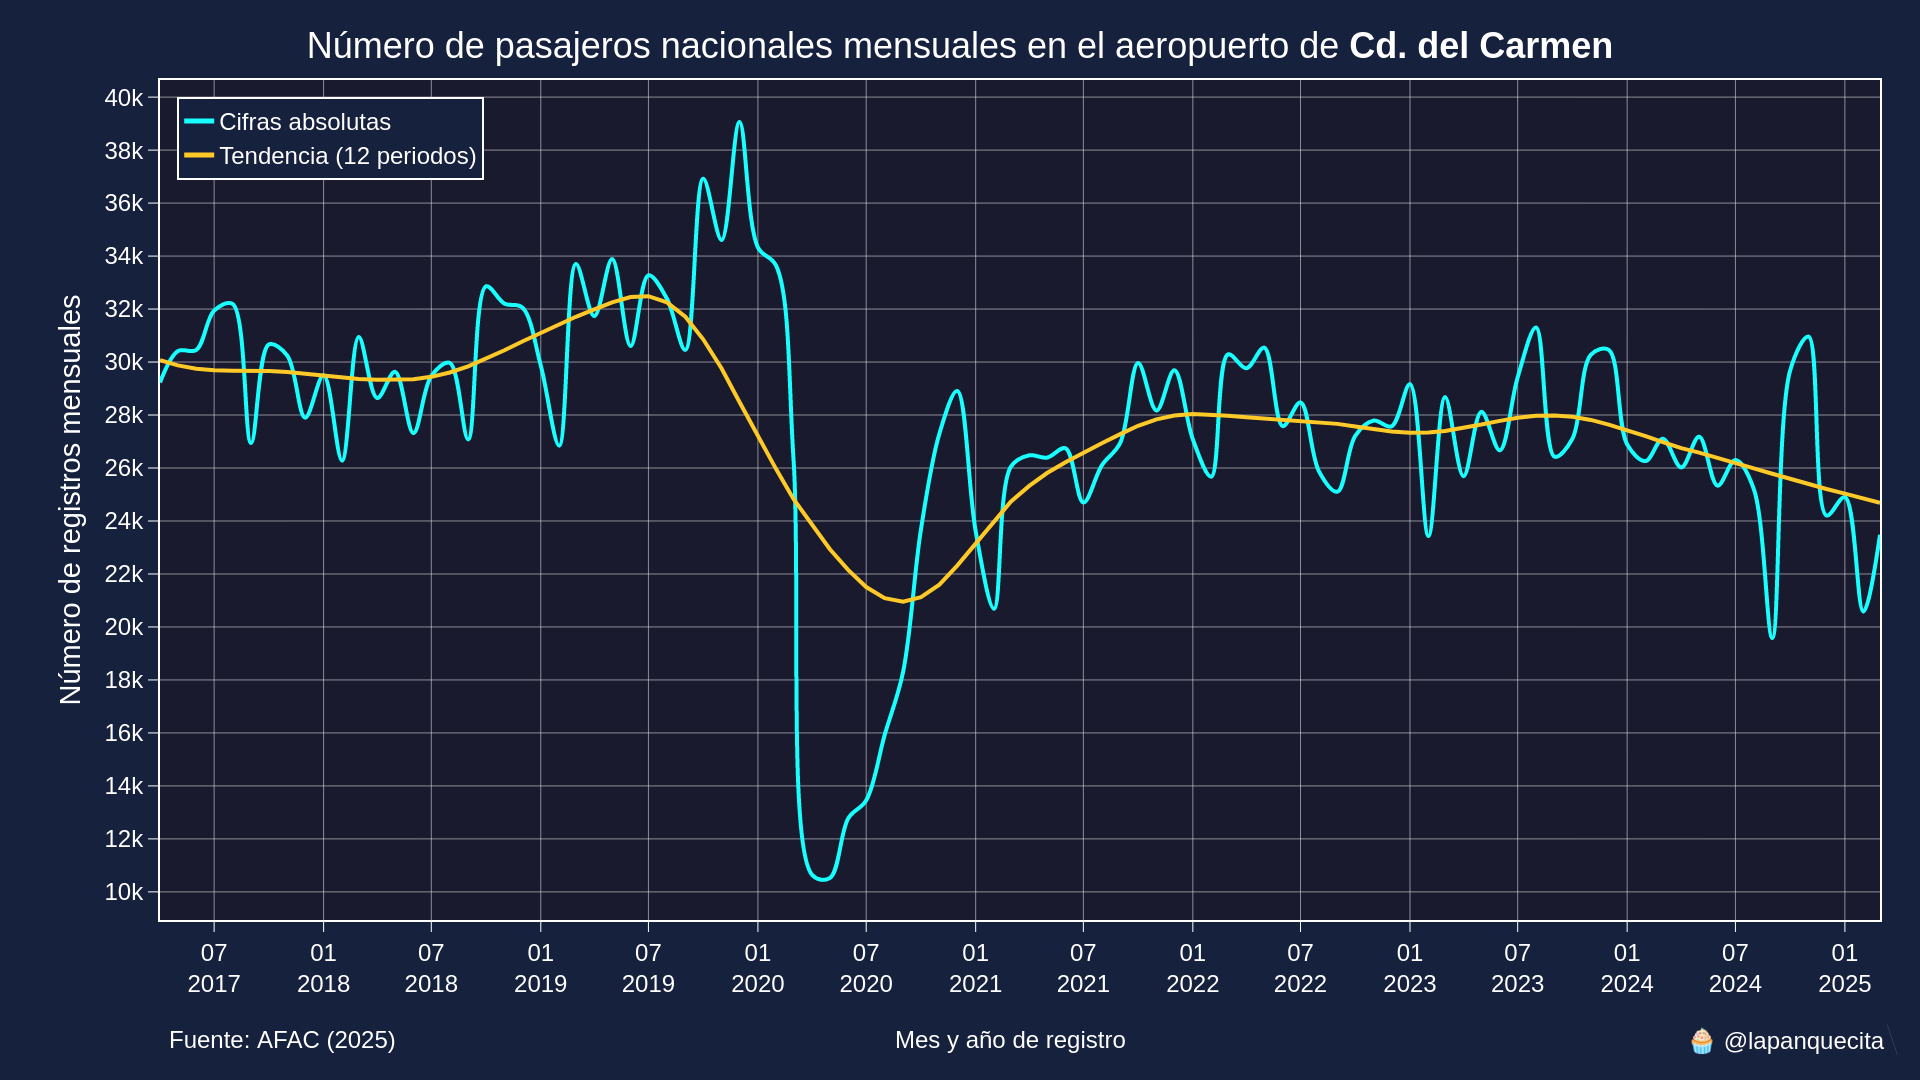 Número de pasajeros nacionales mensuales en el aeropuerto de Cd. del Carmen
Cifras absolutas
Tendencia (12 periodos)
Número de registros mensuales
40k
38k
36k
34k
32k
30k
28k
26k
24k
22k
20k
18k
16k
14k
12k
10k
07 01 07 01 07 01 07 01 07 01 07 01 07 01 07 01
2017 2018 2018 2019 2019 2020 2020 2021 2021 2022 2022 2023 2023 2024 2024 2025
Fuente: AFAC (2025)
Mes y año de registro
🧁 @lapanquecita